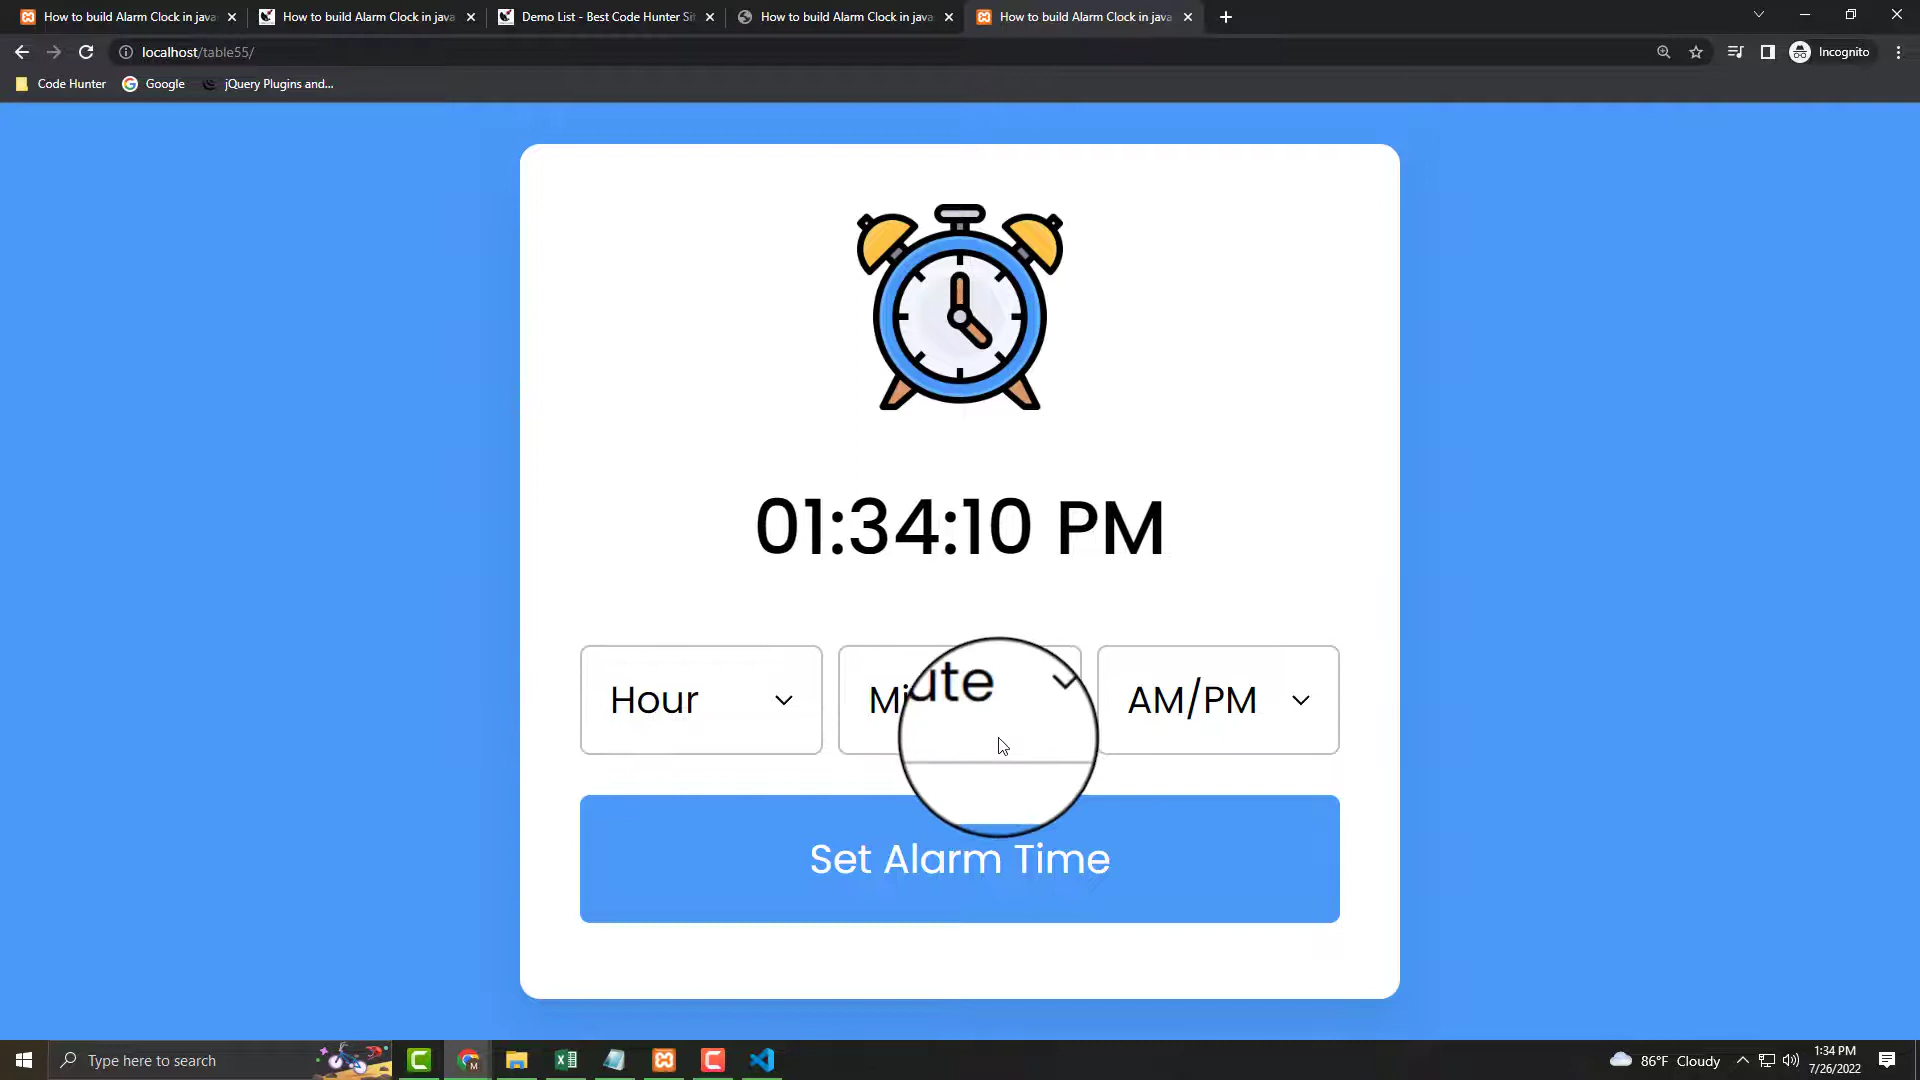 How to build Alarm Clock in java
How to build Alarm Clock in java
Demo List - Best Code Hunter Si
How to build Alarm Clock in java
How to build Alarm Clock in java
localhost/table55/
Incognito
Code Hunter
Google
jQuery Plugins and...
01:34:10 PM
Hour
Mi ute
AM/PM
Set Alarm Time
Type here to search
86°F Cloudy
1:34 PM
7/26/2022